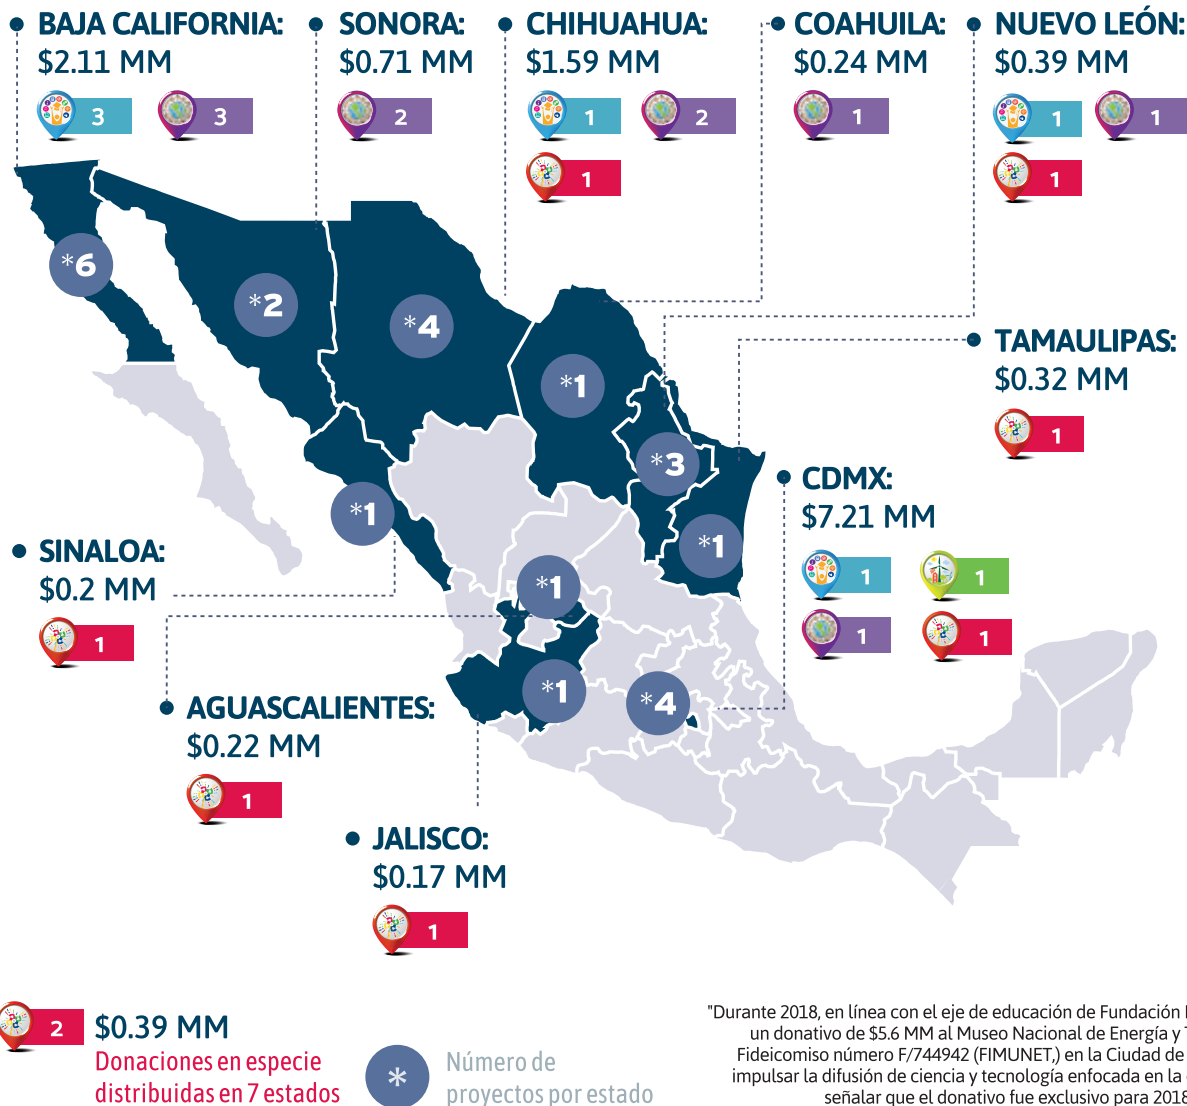 BAJA CALIFORNIA:
$2.11 MM
3
3
SONORA:
$0.71 MM
2
CHIHUAHUA:
$1.59 MM
1
2
1
COAHUILA:
$0.24 MM
1
NUEVO LEÓN:
$0.39 MM
1
1
1
*6
*2
*4
*1
*3
*1
*1
*1
*1
*4
TAMAULIPAS:
$0.32 MM
1
CDMX:
$7.21 MM
1
1
1
1
SINALOA:
$0.2 MM
1
AGUASCALIENTES:
$0.22 MM
1
JALISCO:
$0.17 MM
1
2
$0.39 MM
Donaciones en especie
distribuidas en 7 estados
*
Número de
proyectos por estado
"Durante 2018, en línea con el eje de educación de Fundación
un donativo de $5.6 MM al Museo Nacional de Energía y
Fideicomiso número F/744942 (FIMUNET,) en la Ciudad de
impulsar la difusión de ciencia y tecnología enfocada en la
señalar que el donativo fue exclusivo para 2018